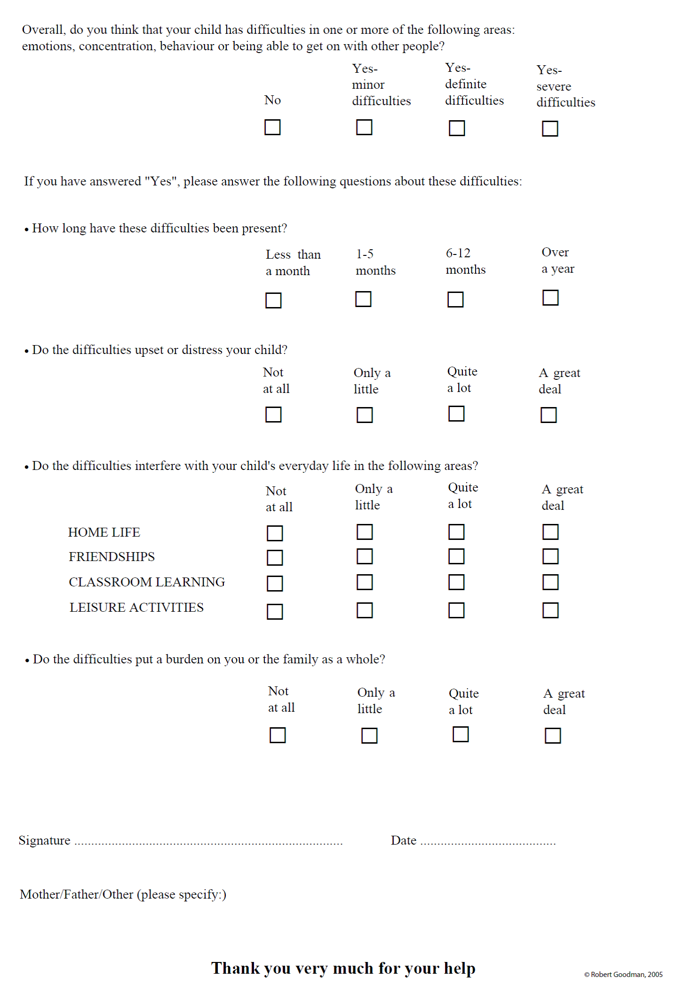 Overall, do you think that your child has difficulties in one or more of the following areas:
emotions, concentration, behaviour or being able to get on with other people?
No
Yes-
minor
difficulties
Yes-
definite
difficulties
Yes-
severe
difficulties
If you have answered "Yes", please answer the following questions about these difficulties:
• How long have these difficulties been present?
Less than
a month
1-5
months
6-12
months
Over
a year
• Do the difficulties upset or distress your child?
Not
at all
Only a
little
Quite
a lot
A great
deal
• Do the difficulties interfere with your child's everyday life in the following areas?
Not
at all
Only a
little
Quite
a lot
A great
deal
HOME LIFE
FRIENDSHIPS
CLASSROOM LEARNING
LEISURE ACTIVITIES
• Do the difficulties put a burden on you or the family as a whole?
Not
at all
Only a
little
Quite
a lot
A great
deal
Signature ............................................................................... Date ........................................
Mother/Father/Other (please specify:)
Thank you very much for your help
© Robert Goodman, 2005